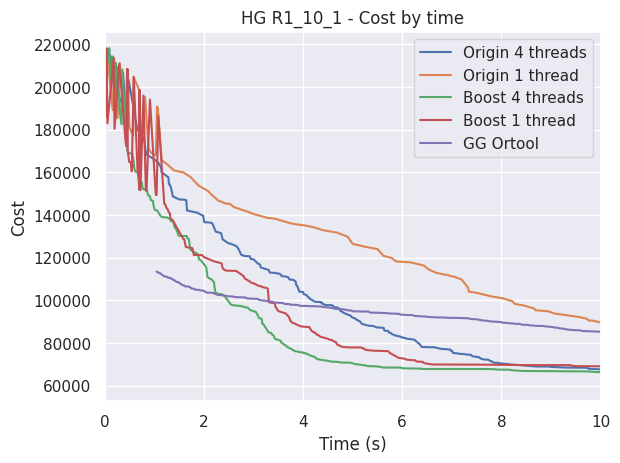 HG R1_10_1 - Cost by time
220000
200000
180000
160000
140000
120000
100000
80000
60000
Cost
Origin 4 threads
Origin 1 thread
Boost 4 threads
Boost 1 thread
GG Ortool
0 2 4 6 8 10
Time (s)